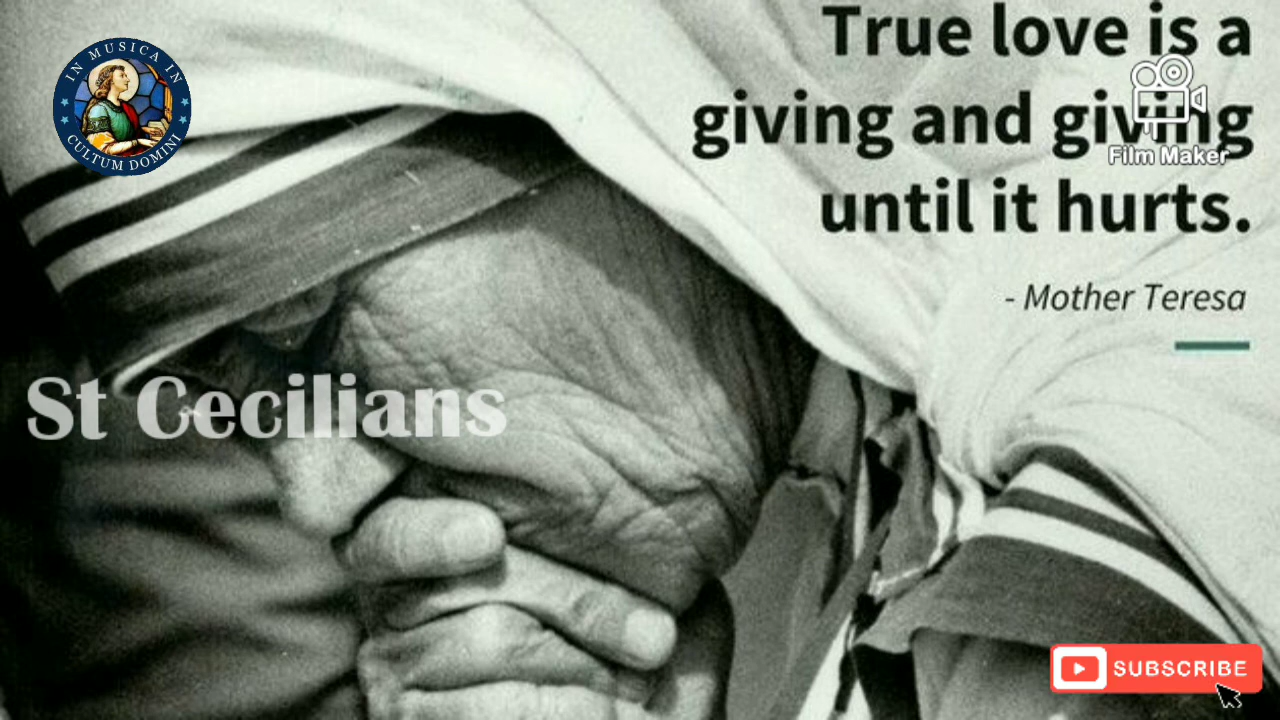 IN MUSICA IN
CULTUM DOMINI
True love is a
giving and giving
until it hurts.
Film Maker
- Mother Teresa
St Cecilians
SUBSCRIBE